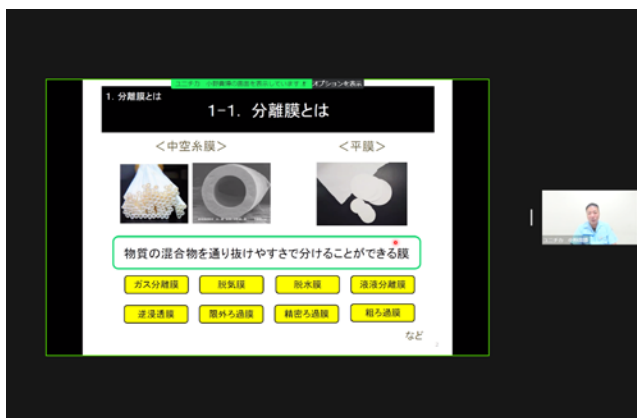 オプションを表示
1. 分離膜とは
1-1. 分離膜とは
＜中空糸膜＞
＜平膜＞
物質の混合物を通り抜けやすさで分けることができる膜
ガス分離膜 脱気膜 脱水膜 液液分離膜
逆浸透膜 限外ろ過膜 精密ろ過膜 粗ろ過膜
など
2